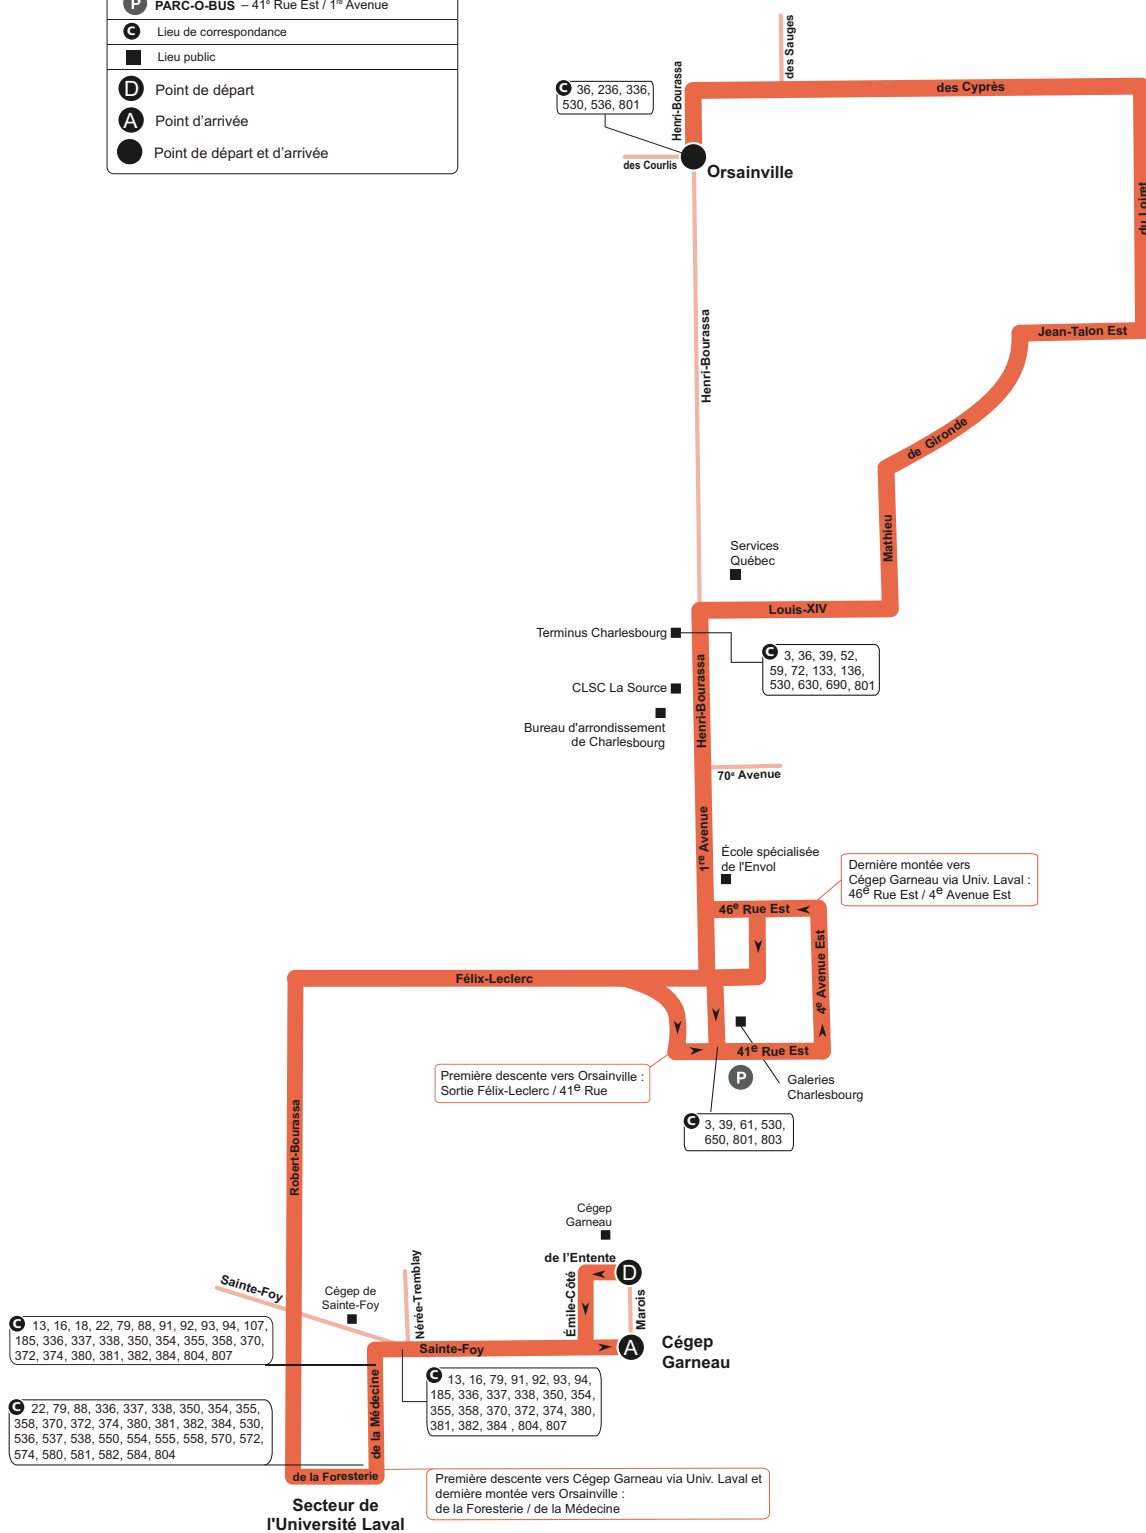 P PARC-O-BUS – 41e Rue Est / 1re Avenue
C Lieu de correspondance
Lieu public
D Point de départ
A Point d'arrivée
Point de départ et d'arrivée
des Sauges
Henri-Bourassa
des Cyprès
C 36, 236, 336,
530, 536, 801
des Courlis
Orsainville
du Loiret
Henri-Bourassa
Jean-Talon Est
de Gironde
Mathieu
Services
Québec
Louis-XIV
Terminus Charlesbourg
C 3, 36, 39, 52,
59, 72, 133, 136,
530, 630, 690, 801
CLSC La Source
Henri-Bourassa
Bureau d'arrondissement
de Charlesbourg
70e Avenue
1re Avenue
École spécialisée
de l'Envol
Dernière montée vers
Cégep Garneau via Univ. Laval :
46e Rue Est / 4e Avenue Est
46e Rue Est
4e Avenue Est
Félix-Leclerc
41e Rue Est
Première descente vers Orsainville :
Sortie Félix-Leclerc / 41e Rue
P
Galeries
Charlesbourg
C 3, 39, 61, 530,
650, 801, 803
Robert-Bourassa
Cégep
Garneau
de l'Entente
D
Émile-Côté
Marois
Nérée-Tremblay
Sainte-Foy
Cégep de
Sainte-Foy
A
Cégep
Garneau
Sainte-Foy
C 13, 16, 18, 22, 79, 88, 91, 92, 93, 94, 107,
185, 336, 337, 338, 350, 354, 355, 358, 370,
372, 374, 380, 381, 382, 384, 804, 807
C 13, 16, 79, 91, 92, 93, 94,
185, 336, 337, 338, 350, 354,
355, 358, 370, 372, 374, 380,
381, 382, 384 , 804, 807
de la Médecine
C 22, 79, 88, 336, 337, 338, 350, 354, 355,
358, 370, 372, 374, 380, 381, 382, 384, 530,
536, 537, 538, 550, 554, 555, 558, 570, 572,
574, 580, 581, 582, 584, 804
de la Foresterie
Première descente vers Cégep Garneau via Univ. Laval et
dernière montée vers Orsainville :
de la Foresterie / de la Médecine
Secteur de
l'Université Laval